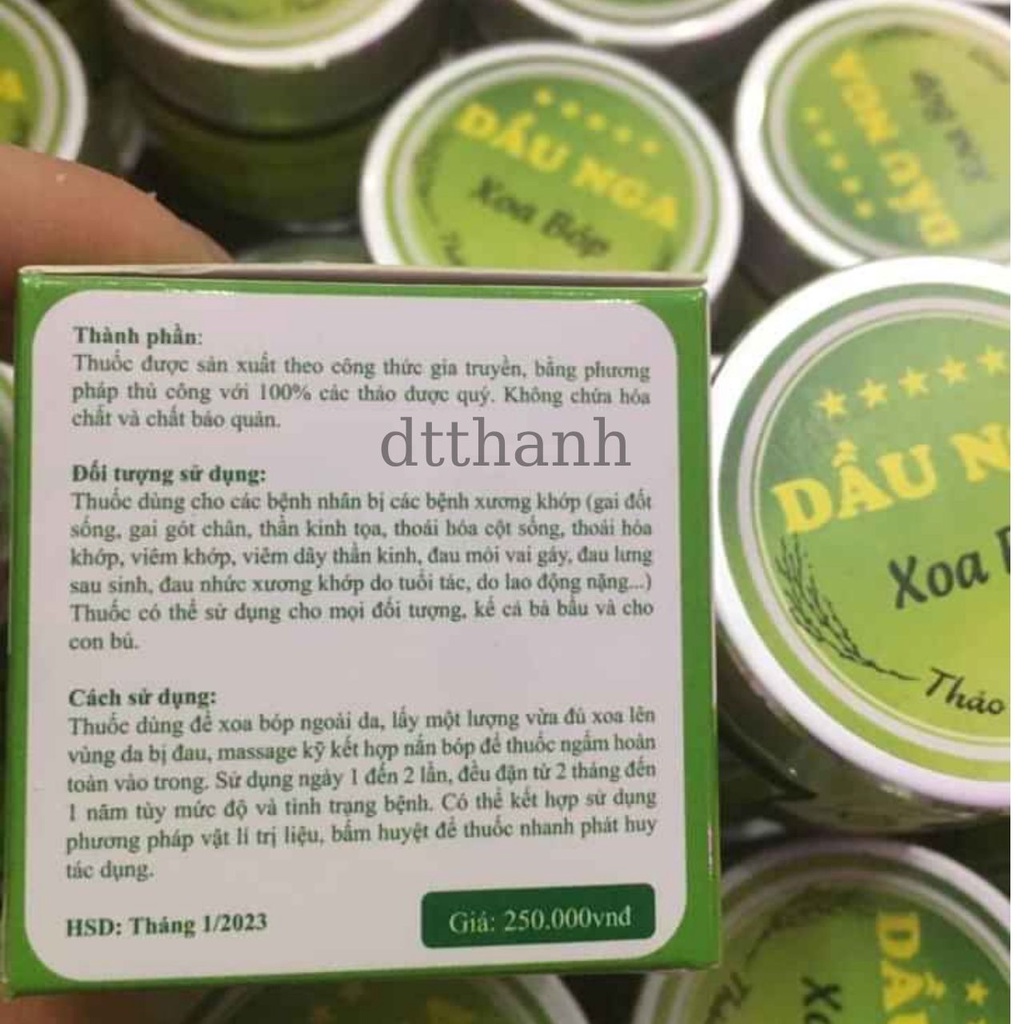 DẦU NGA
Xoa Bóp
DẦU NGA
Xoa Bóp
DẦU N
Xoa B
Thảo
Thành phần:
Thuốc được sản xuất theo công thức gia truyền, bằng phương
pháp thủ công với 100% các thảo dược quý. Không chứa hóa
chất và chất bảo quản.
dtthanh
Đối tượng sử dụng:
Thuốc dùng cho các bệnh nhân bị các bệnh xương khớp (gai đốt
sống, gai gót chân, thần kinh tọa, thoái hóa cột sống, thoái hóa
khớp, viêm khớp, viêm dây thần kinh, đau mỏi vai gáy, đau lưng
sau sinh, đau nhức xương khớp do tuổi tác, do lao động nặng...)
Thuốc có thể sử dụng cho mọi đối tượng, kể cả bà bầu và cho
con bú.
Cách sử dụng:
Thuốc dùng để xoa bóp ngoài da, lấy một lượng vừa đủ xoa lên
vùng da bị đau, massage kỹ kết hợp nắn bóp để thuốc ngấm hoàn
toàn vào trong. Sử dụng ngày 1 đến 2 lần, đều đặn từ 2 tháng đến
1 năm tùy mức độ và tình trạng bệnh. Có thể kết hợp sử dụng
phương pháp vật lí trị liệu, bấm huyệt để thuốc nhanh phát huy
tác dụng.
HSD: Tháng 1/2023
Giá: 250.000vnđ
DẦ
Xo